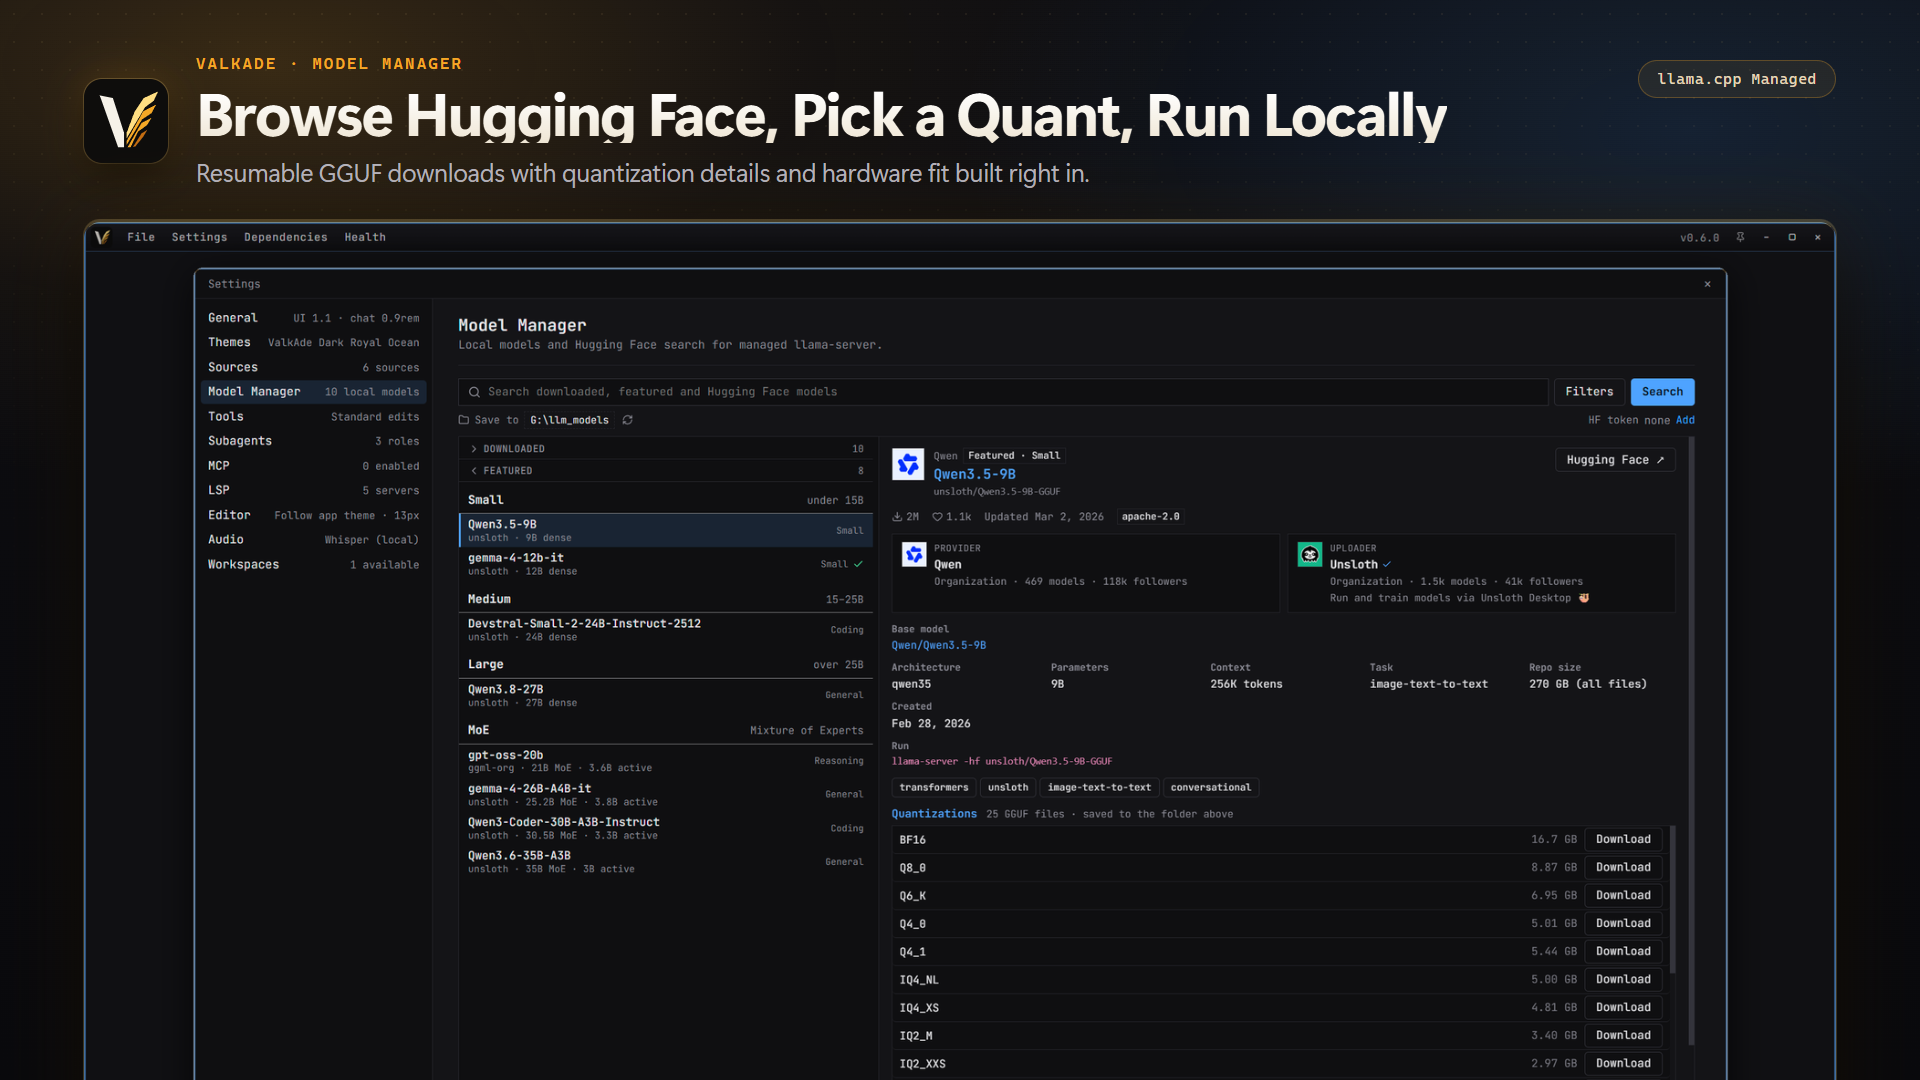 VALKADE · MODEL MANAGER
Browse Hugging Face, Pick a Quant, Run Locally
Resumable GGUF downloads with quantization details and hardware fit built right in.
llama.cpp Managed
File Settings Dependencies Health
v0.6.0
Settings
General UI 1.1 · chat 0.9rem
Themes ValkAde Dark Royal Ocean
Sources 6 sources
Model Manager 10 local models
Tools Standard edits
Subagents 3 roles
MCP 0 enabled
LSP 5 servers
Editor Follow app theme · 13px
Audio Whisper (local)
Workspaces 1 available
Model Manager
Local models and Hugging Face search for managed llama-server.
Search downloaded, featured and Hugging Face models
Filters
Search
Save to G:\llm_models
HF token none Add
DOWNLOADED 10
FEATURED 8
Small under 15B
Qwen3.5-9B
unsloth · 9B dense
Small
gemma-4-12b-it
unsloth · 12B dense
Small ✓
Medium 15–25B
Devstral-Small-2-24B-Instruct-2512
unsloth · 24B dense
Coding
Large over 25B
Qwen3.8-27B
unsloth · 27B dense
General
MoE Mixture of Experts
gpt-oss-20b
ggml-org · 21B MoE · 3.6B active
Reasoning
gemma-4-26B-A4B-it
unsloth · 25.2B MoE · 3.8B active
General
Qwen3-Coder-30B-A3B-Instruct
unsloth · 30.5B MoE · 3.3B active
Coding
Qwen3.6-35B-A3B
unsloth · 35B MoE · 3B active
General
Qwen Featured · Small
Qwen3.5-9B
unsloth/Qwen3.5-9B-GGUF
Hugging Face ↗
2M 1.1k Updated Mar 2, 2026 apache-2.0
PROVIDER
Qwen
Organization · 469 models · 118k followers
UPLOADER
Unsloth ✓
Organization · 1.5k models · 41k followers
Run and train models via Unsloth Desktop 🦥
Base model
Qwen/Qwen3.5-9B
Architecture Parameters Context Task Repo size
qwen35 9B 256K tokens image-text-to-text 270 GB (all files)
Created
Feb 28, 2026
Run
llama-server -hf unsloth/Qwen3.5-9B-GGUF
transformers unsloth image-text-to-text conversational
Quantizations 25 GGUF files · saved to the folder above
BF16 16.7 GB Download
Q8_0 8.87 GB Download
Q6_K 6.95 GB Download
Q4_0 5.01 GB Download
Q4_1 5.44 GB Download
IQ4_NL 5.00 GB Download
IQ4_XS 4.81 GB Download
IQ2_M 3.40 GB Download
IQ2_XXS 2.97 GB Download